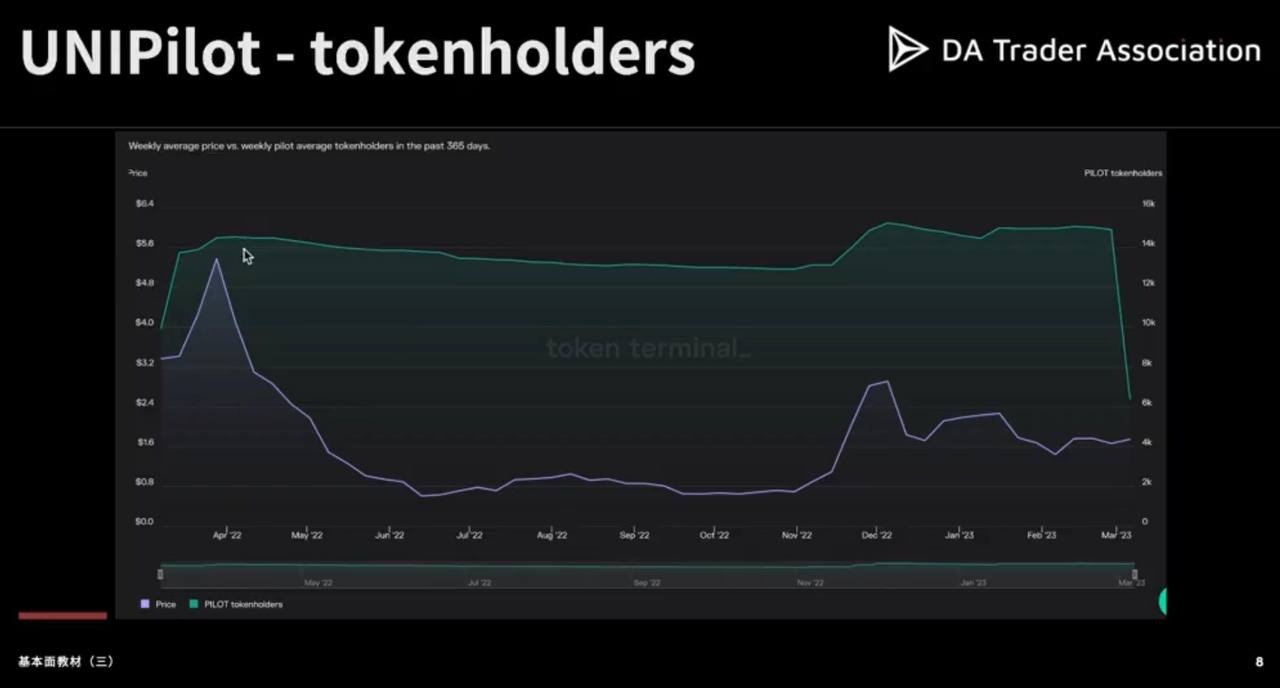 UNIPilot - tokenholders
DA Trader Association
Weekly average price vs. weekly pilot average tokenholders in the past 365 days.
Price
PILOT tokenholders
$6.4
16k
$5.6
14k
$4.8
12k
$4.0
10k
$3.2
8k
$2.4
6k
$1.6
4k
$0.8
2k
$0.0
0
token terminal_
Apr '22 May '22 Jun '22 Jul '22 Aug '22 Sep '22 Oct '22 Nov '22 Dec '22 Jan '23 Feb '23 Mar '23
May '22 Jul '22 Sep '22 Nov '22 Jan '23 Mar '23
Price PILOT tokenholders
基本面教材（三）
8